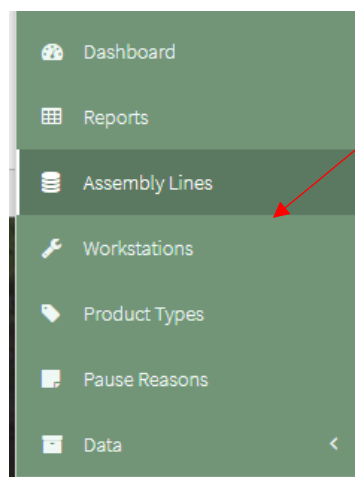 Dashboard
Reports
Assembly Lines
Workstations
Product Types
Pause Reasons
Data